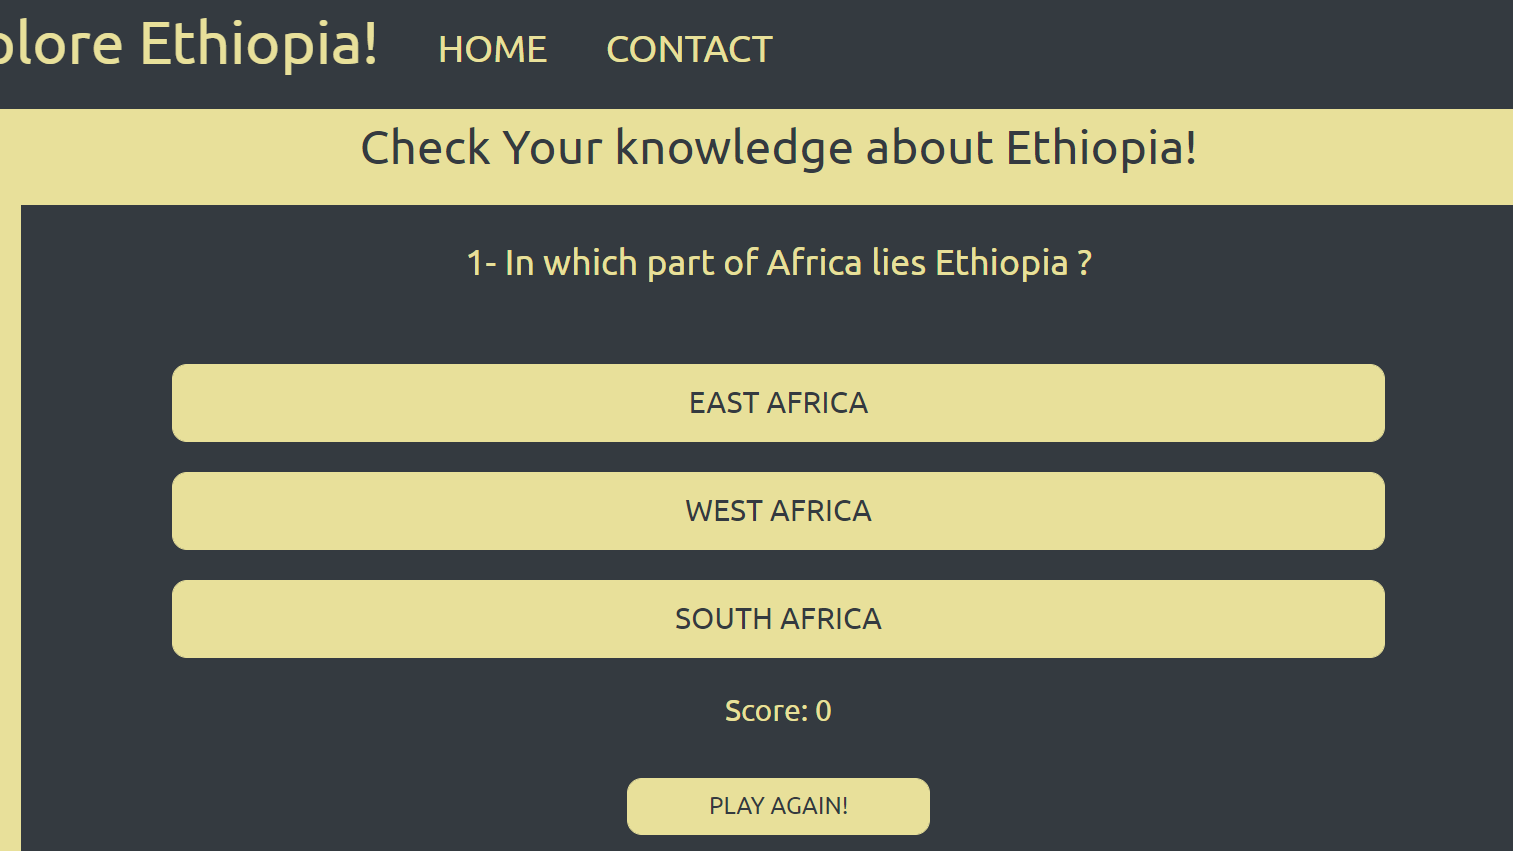 plore Ethiopia! HOME CONTACT
Check Your knowledge about Ethiopia!
1- In which part of Africa lies Ethiopia ?
EAST AFRICA
WEST AFRICA
SOUTH AFRICA
Score: 0
PLAY AGAIN!